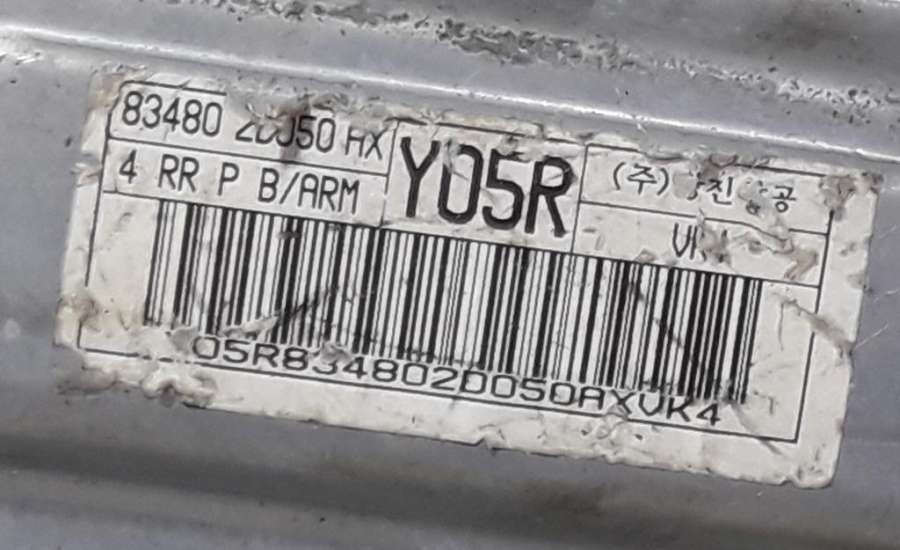 83480 2D050 AX
Y05R
(주)
4 RR P B/ARM
05R834802D050AXVK4